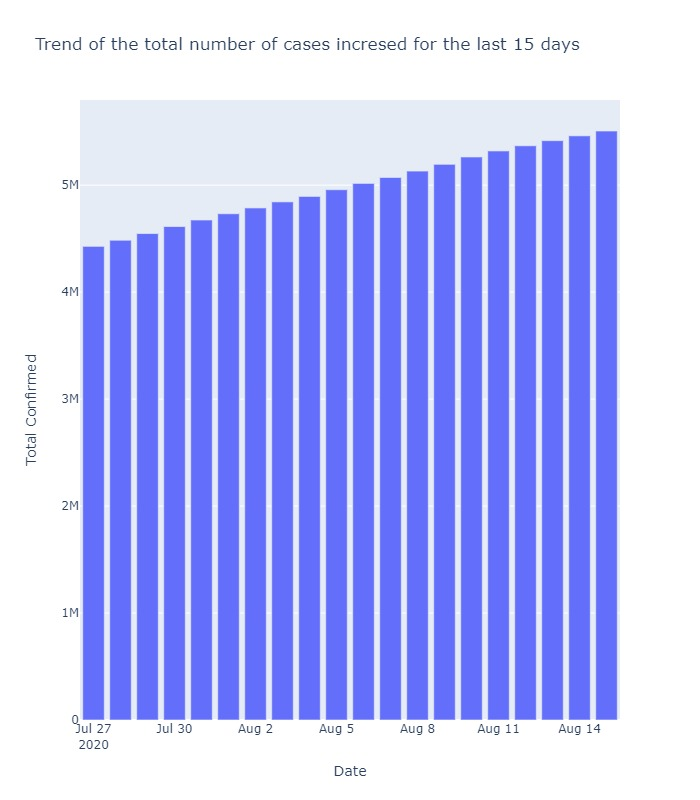 Trend of the total number of cases incresed for the last 15 days
5M
4M
3M
2M
1M
0
Total Confirmed
Jul 27 Jul 30 Aug 2 Aug 5 Aug 8 Aug 11 Aug 14
2020
Date